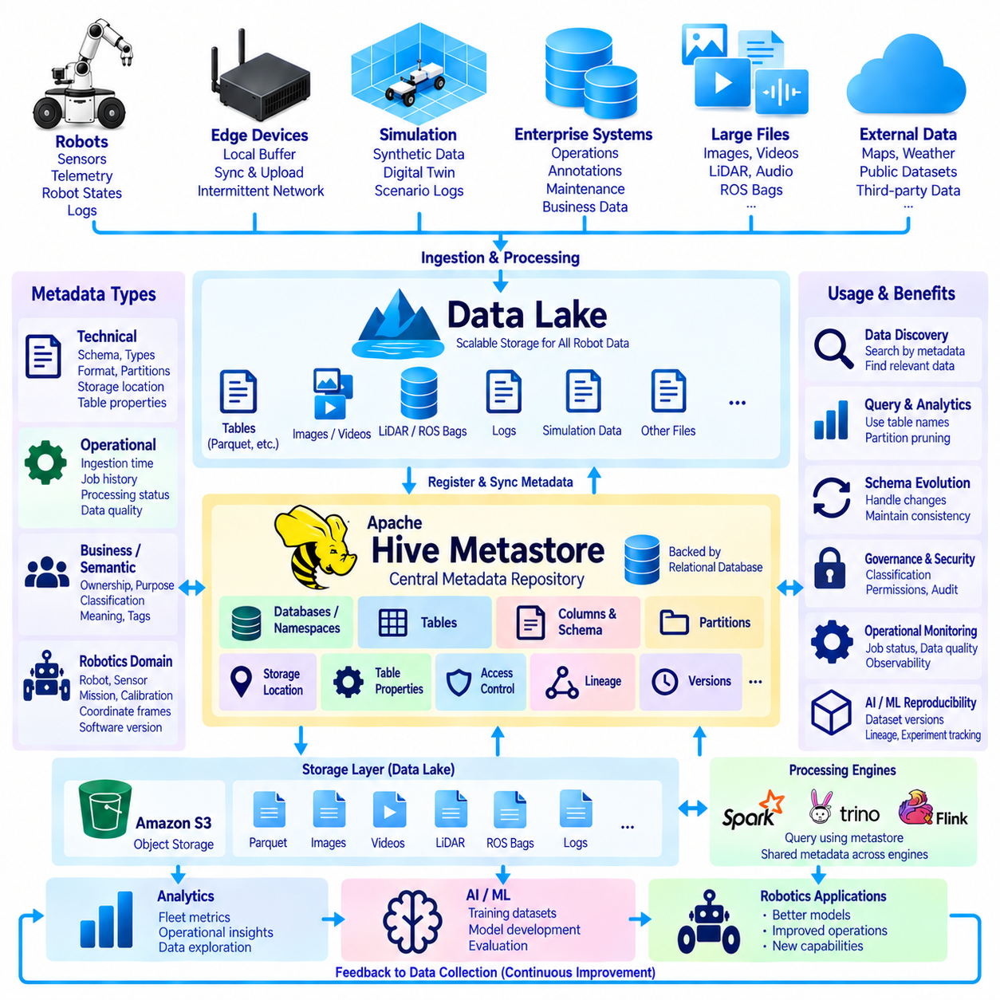 Robots
Sensors
Telemetry
Robot States
Logs
Edge Devices
Local Buffer
Sync & Upload
Intermittent Network
Simulation
Synthetic Data
Digital Twin
Scenario Logs
Enterprise Systems
Operations
Annotations
Maintenance
Business Data
Large Files
Images, Videos
LiDAR, Audio
ROS Bags
...
External Data
Maps, Weather
Public Datasets
Third-party Data
...
Ingestion & Processing
Metadata Types
Technical
Schema, Types
Format, Partitions
Storage location
Table properties
Operational
Ingestion time
Job history
Processing status
Data quality
Business /
Semantic
Ownership, Purpose
Classification
Meaning, Tags
Robotics Domain
Robot, Sensor
Mission, Calibration
Coordinate frames
Software version
Data Lake
Scalable Storage for All Robot Data
Tables
(Parquet, etc.)
Images / Videos
LiDAR / ROS Bags
Logs
Simulation Data
Other Files
...
Register & Sync Metadata
Apache
Hive Metastore
Central Metadata Repository
Backed by
Relational Database
Databases /
Namespaces
Tables
Columns &
Schema
Partitions
Storage
Location
Table
Properties
Access
Control
Lineage
Versions
...
Usage & Benefits
Data Discovery
Search by metadata
Find relevant data
Query & Analytics
Use table names
Partition pruning
Schema Evolution
Handle changes
Maintain consistency
Governance & Security
Classification
Permissions, Audit
Operational Monitoring
Job status, Data quality
Observability
AI / ML Reproducibility
Dataset versions
Lineage, Experiment tracking
Storage Layer (Data Lake)
Amazon S3
Object Storage
Parquet
Images
Videos
LiDAR
ROS Bags
Logs
...
Processing Engines
Spark
trino
Flink
Query using metastore
Shared metadata across engines
Analytics
Fleet metrics
Operational insights
Data exploration
AI / ML
Training datasets
Model development
Evaluation
Robotics Applications
• Better models
• Improved operations
• New capabilities
Feedback to Data Collection (Continuous Improvement)